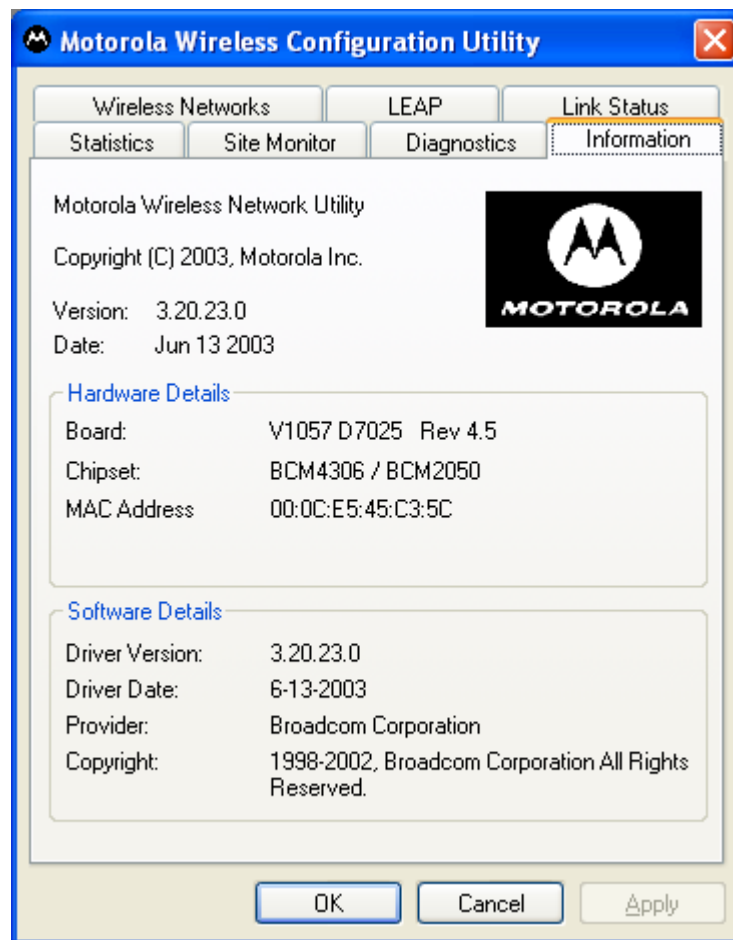 Motorola Wireless Configuration Utility
Wireless Networks
LEAP
Link Status
Statistics
Site Monitor
Diagnostics
Information
Motorola Wireless Network Utility
Copyright (C) 2003, Motorola Inc.
MOTOROLA
Version: 3.20.23.0
Date: Jun 13 2003
Hardware Details
Board: V1057 D7025 Rev 4.5
Chipset: BCM4306 / BCM2050
MAC Address 00:0C:E5:45:C3:5C
Software Details
Driver Version: 3.20.23.0
Driver Date: 6-13-2003
Provider: Broadcom Corporation
Copyright: 1998-2002, Broadcom Corporation All Rights
Reserved.
OK
Cancel
Apply